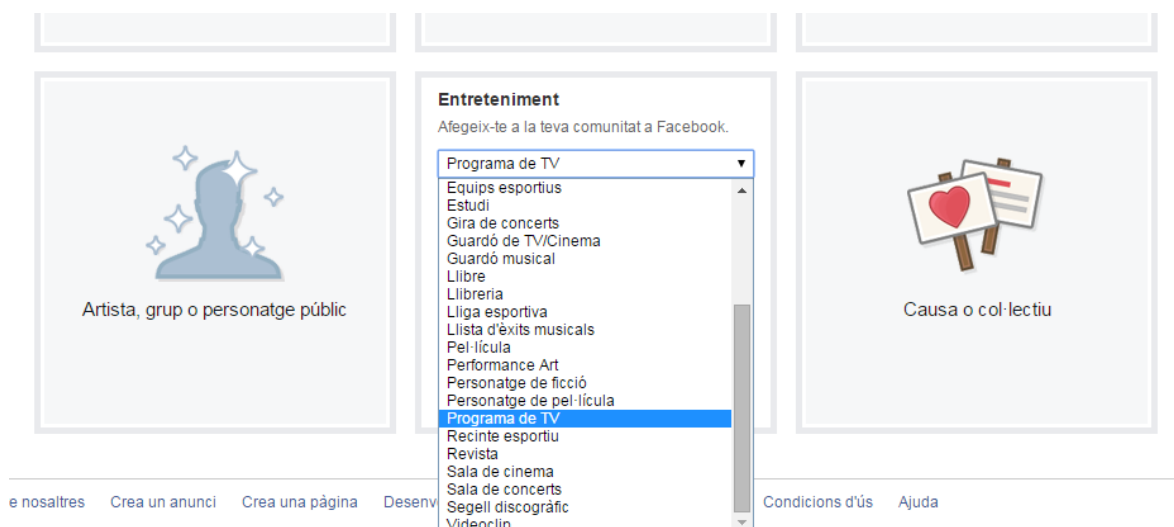 Entreteniment
Afegeix-te a la teva comunitat a Facebook.
Programa de TV
Equips esportius
Estudi
Gira de concerts
Guardó de TV/Cinema
Guardó musical
Llibre
Llibreria
Lliga esportiva
Llista d'èxits musicals
Pel·lícula
Performance Art
Personatge de ficció
Personatge de pel·lícula
Programa de TV
Recinte esportiu
Revista
Sala de cinema
Sala de concerts
Segell discogràfic
Videoclip
Artista, grup o personatge públic
Causa o col·lectiu
e nosaltres Crea un anunci Crea una pàgina Desenv Condicions d'ús Ajuda